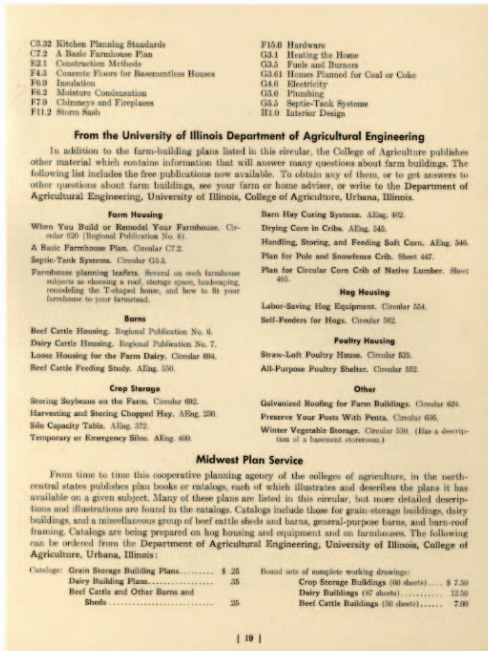 C5.32 Kitchen Planning Standards
C7.2 A Basic Farmhouse Plan
E2.1 Construction Methods
F4.3 Concrete Floors for Basementless Houses
F6.0 Insulation
F6.2 Moisture Condensation
F7.0 Chimneys and Fireplaces
F11.2 Storm Sash
F15.0 Hardware
G3.1 Heating the Home
G3.5 Fuels and Burners
G3.61 Homes Planned for Coal or Coke
G4.0 Electricity
G5.0 Plumbing
G5.5 Septic-Tank Systems
H1.0 Interior Design
From the University of Illinois Department of Agricultural Engineering
In addition to the farm-building plans listed in this circular, the College of Agriculture publishes
other material which contains information that will answer many questions about farm buildings. The
following list includes the free publications now available. To obtain any of them, or to get answers to
other questions about farm buildings, see your farm or home adviser, or write to the Department of
Agricultural Engineering, University of Illinois, College of Agriculture, Urbana, Illinois.
Farm Housing
When You Build or Remodel Your Farmhouse. Cir-
cular 620 (Regional Publication No. 8).
A Basic Farmhouse Plan. Circular C7.2.
Septic-Tank Systems. Circular G5.5.
Farmhouse planning leaflets. Several on such farmhouse
subjects as choosing a roof, storage space, landscaping,
remodeling the T-shaped house, and how to fit your
farmhouse to your farmstead.
Barns
Beef Cattle Housing. Regional Publication No. 6.
Dairy Cattle Housing. Regional Publication No. 7.
Loose Housing for the Farm Dairy. Circular 694.
Beef Cattle Feeding Study. AEng. 550.
Crop Storage
Storing Soybeans on the Farm. Circular 692.
Harvesting and Storing Chopped Hay. AEng. 230.
Silo Capacity Table. AEng. 372.
Temporary or Emergency Silos. AEng. 400.
Barn Hay Curing Systems. AEng. 402.
Drying Corn in Cribs. AEng. 545.
Handling, Storing, and Feeding Soft Corn. AEng. 546.
Plan for Pole and Snowfence Crib. Sheet 447.
Plan for Circular Corn Crib of Native Lumber. Sheet
495.
Hog Housing
Labor-Saving Hog Equipment. Circular 554.
Self-Feeders for Hogs. Circular 562.
Poultry Housing
Straw-Loft Poultry House. Circular 525.
All-Purpose Poultry Shelter. Circular 552.
Other
Galvanized Roofing for Farm Buildings. Circular 624.
Preserve Your Posts With Penta. Circular 636.
Winter Vegetable Storage. Circular 530. (Has a descrip-
tion of a basement storeroom.)
Midwest Plan Service
From time to time this cooperative planning agency of the colleges of agriculture, in the north-
central states publishes plan books or catalogs, each of which illustrates and describes the plans it has
available on a given subject. Many of these plans are listed in this circular, but more detailed descrip-
tions and illustrations are found in the catalogs. Catalogs include those for grain-storage buildings, dairy
buildings, and a miscellaneous group of beef cattle sheds and barns, general-purpose barns, and barn-roof
framing. Catalogs are being prepared on hog housing and equipment and on farmhouses. The following
can be ordered from the Department of Agricultural Engineering, University of Illinois, College of
Agriculture, Urbana, Illinois:
Catalogs: Grain Storage Building Plans......... $ .25
Dairy Building Plans................ .35
Beef Cattle and Other Barns and
Sheds ......................... .25
Bound sets of complete working drawings:
Crop Storage Buildings (60 sheets).... $ 7.50
Dairy Buildings (87 sheets)........... 12.50
Beef Cattle Buildings (50 sheets)...... 7.00
[ 19 ]